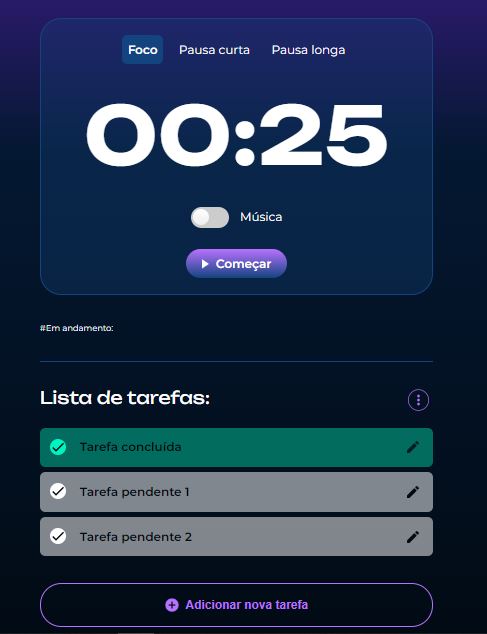 Foco Pausa curta Pausa longa
00:25
Música
Começar
#Em andamento:
Lista de tarefas:
Tarefa concluída
Tarefa pendente 1
Tarefa pendente 2
Adicionar nova tarefa